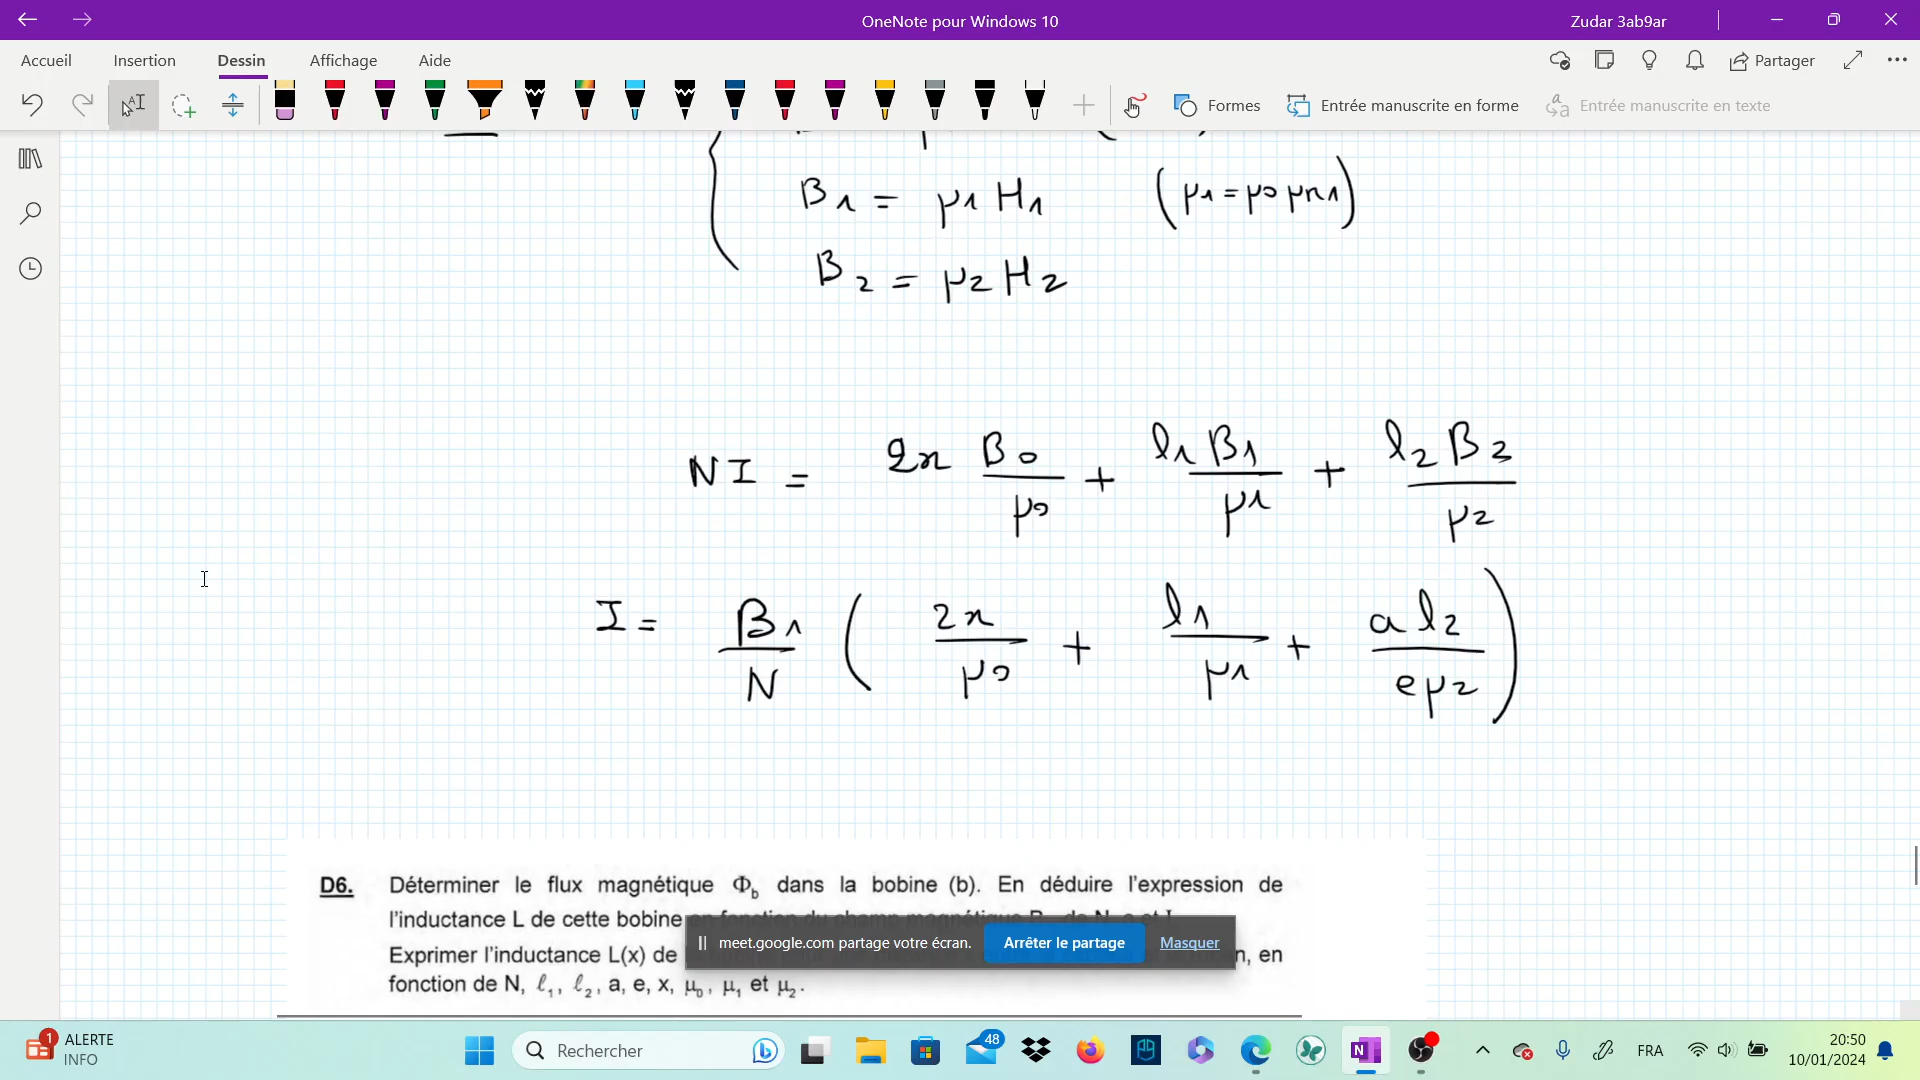 OneNote pour Windows 10
Zudar 3ab9ar
Accueil Insertion Dessin Affichage Aide
Partager
Formes
Entrée manuscrite en forme
Entrée manuscrite en texte
B1 = μ1 H1 (μ1 = μ0 μr1)
B2 = μ2 H2
NI = 2x B0/μ0 + l1 B1/μ1 + l2 B2/μ2
I = B1/N ( 2x/μ0 + l1/μ1 + a l2/e μ2 )
D6. Déterminer le flux magnétique Φb dans la bobine (b). En déduire l'expression de
l'inductance L de cette bobine
Exprimer l'inductance L(x) de n, en
fonction de N, ℓ1, ℓ2, a, e, x, μ0, μ1 et μ2.
meet.google.com partage votre écran.
Arrêter le partage
Masquer
1
ALERTE
INFO
Rechercher
48
FRA
20:50
10/01/2024